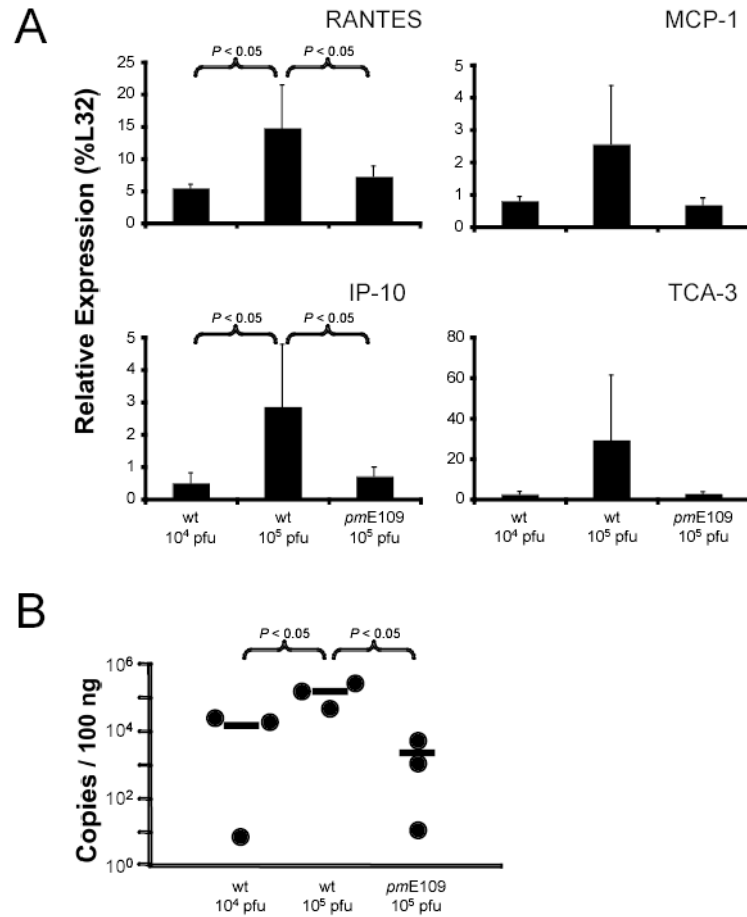 A
RANTES
MCP-1
P < 0.05
P < 0.05
Relative Expression (%L32)
25
20
15
10
5
0
6
5
4
3
2
1
0
IP-10
TCA-3
P < 0.05
P < 0.05
5
4
3
2
1
0
80
60
40
20
0
wt
10⁴ pfu
wt
10⁵ pfu
pmE109
10⁵ pfu
wt
10⁴ pfu
wt
10⁵ pfu
pmE109
10⁵ pfu
B
P < 0.05
P < 0.05
Copies / 100 ng
10⁶
10⁴
10²
10⁰
wt
10⁴ pfu
wt
10⁵ pfu
pmE109
10⁵ pfu